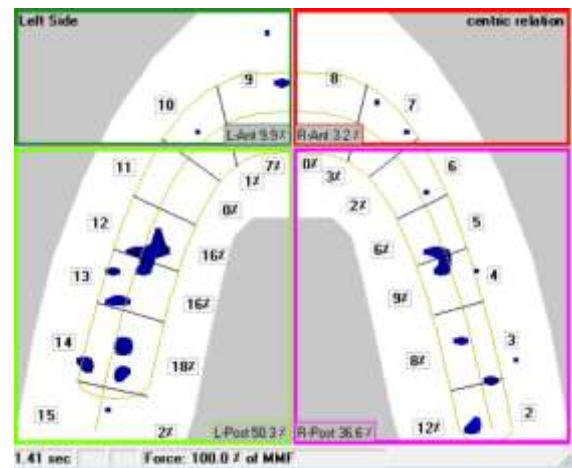 Left Side centric relation
9 8
10 7
L-Ant 9.9% R-Ant 3.2%
11 7% 0% 6
1% 3%
0% 2%
12 5
16% 6%
13 4
16% 9%
14 3
18% 8%
15 2
2% L-Post 50.3% R-Post 36.6% 12%
1.41 sec Force: 100.0 % of MMF